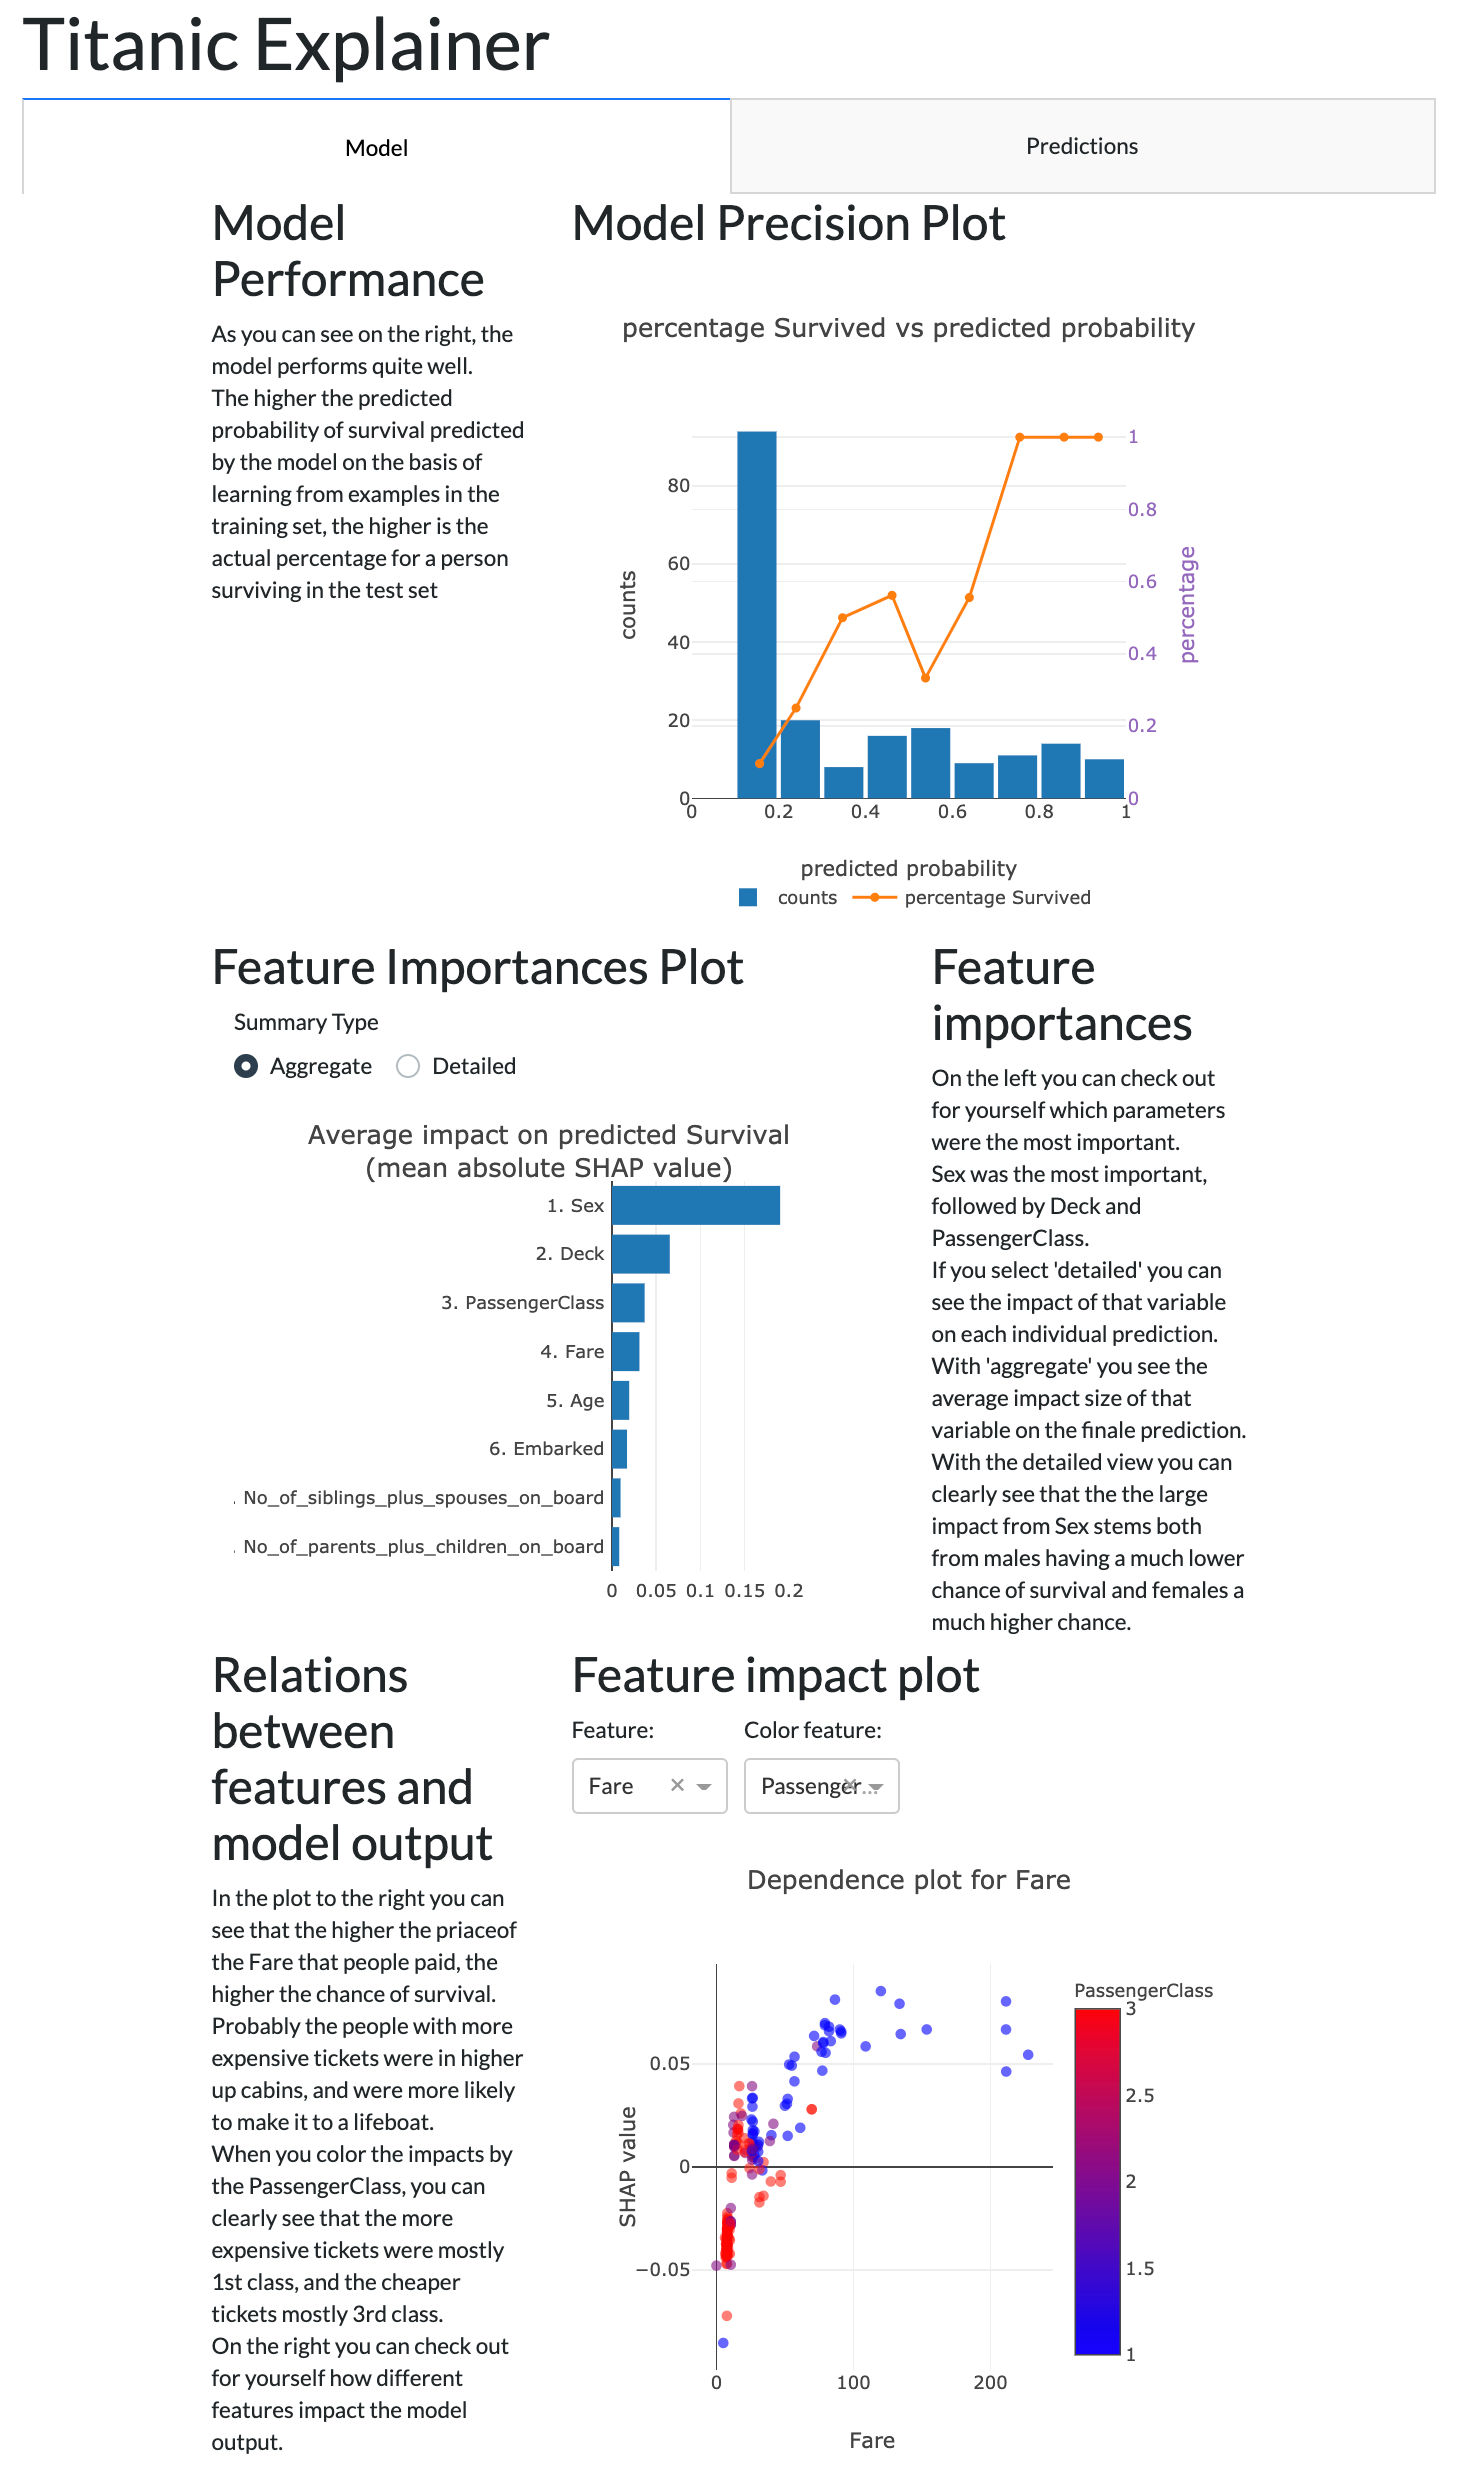 Titanic Explainer
Model
Predictions
Model
Performance
As you can see on the right, the
model performs quite well.
The higher the predicted
probability of survival predicted
by the model on the basis of
learning from examples in the
training set, the higher is the
actual percentage for a person
surviving in the test set
Model Precision Plot
percentage Survived vs predicted probability
counts
80
60
40
20
0
1
0.8
0.6
0.4
0.2
0
percentage
0 0.2 0.4 0.6 0.8 1
predicted probability
counts percentage Survived
Feature Importances Plot
Summary Type
Aggregate Detailed
Average impact on predicted Survival
(mean absolute SHAP value)
1. Sex
2. Deck
3. PassengerClass
4. Fare
5. Age
6. Embarked
. No_of_siblings_plus_spouses_on_board
. No_of_parents_plus_children_on_board
0 0.05 0.1 0.15 0.2
Feature
importances
On the left you can check out
for yourself which parameters
were the most important.
Sex was the most important,
followed by Deck and
PassengerClass.
If you select 'detailed' you can
see the impact of that variable
on each individual prediction.
With 'aggregate' you see the
average impact size of that
variable on the finale prediction.
With the detailed view you can
clearly see that the the large
impact from Sex stems both
from males having a much lower
chance of survival and females a
much higher chance.
Relations
between
features and
model output
In the plot to the right you can
see that the higher the priaceof
the Fare that people paid, the
higher the chance of survival.
Probably the people with more
expensive tickets were in higher
up cabins, and were more likely
to make it to a lifeboat.
When you color the impacts by
the PassengerClass, you can
clearly see that the more
expensive tickets were mostly
1st class, and the cheaper
tickets mostly 3rd class.
On the right you can check out
for yourself how different
features impact the model
output.
Feature impact plot
Feature: Color feature:
Fare × Passenger... ×
Dependence plot for Fare
SHAP value
0.05
0
−0.05
0 100 200
Fare
PassengerClass
3
2.5
2
1.5
1